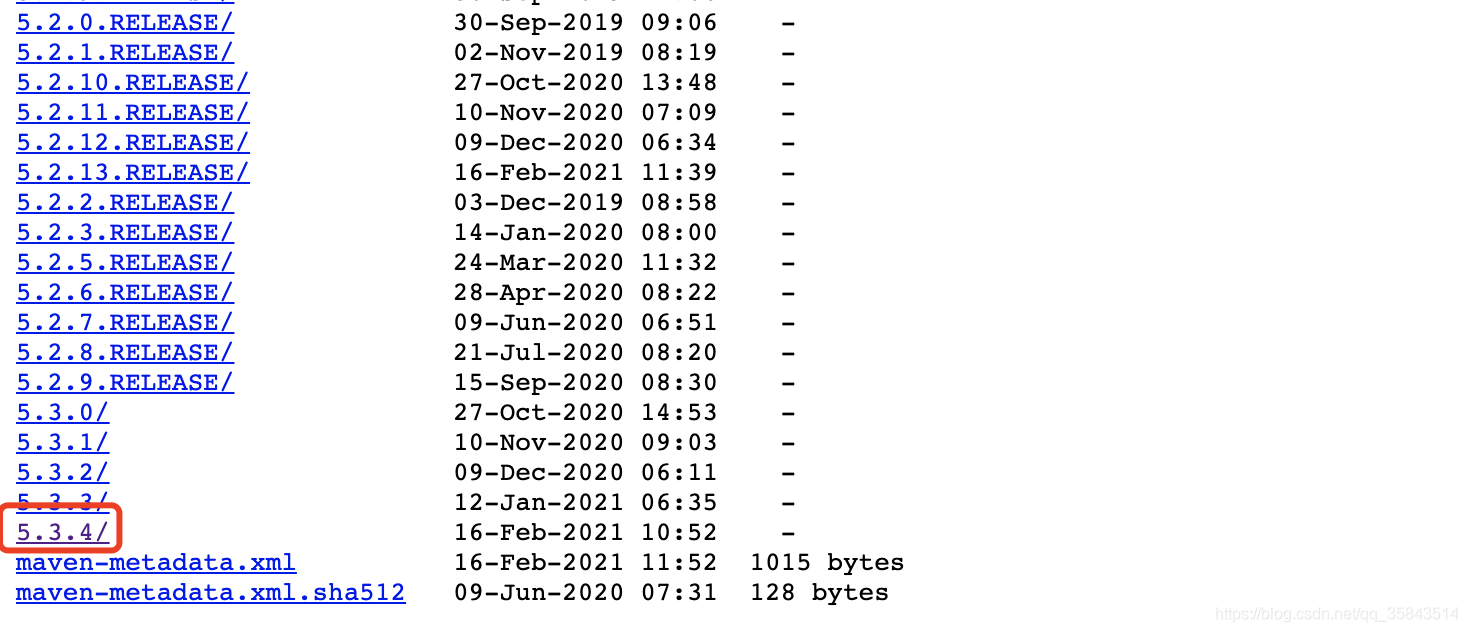 5.2.0.RELEASE/ 30-Sep-2019 09:06 -
5.2.1.RELEASE/ 02-Nov-2019 08:19 -
5.2.10.RELEASE/ 27-Oct-2020 13:48 -
5.2.11.RELEASE/ 10-Nov-2020 07:09 -
5.2.12.RELEASE/ 09-Dec-2020 06:34 -
5.2.13.RELEASE/ 16-Feb-2021 11:39 -
5.2.2.RELEASE/ 03-Dec-2019 08:58 -
5.2.3.RELEASE/ 14-Jan-2020 08:00 -
5.2.5.RELEASE/ 24-Mar-2020 11:32 -
5.2.6.RELEASE/ 28-Apr-2020 08:22 -
5.2.7.RELEASE/ 09-Jun-2020 06:51 -
5.2.8.RELEASE/ 21-Jul-2020 08:20 -
5.2.9.RELEASE/ 15-Sep-2020 08:30 -
5.3.0/ 27-Oct-2020 14:53 -
5.3.1/ 10-Nov-2020 09:03 -
5.3.2/ 09-Dec-2020 06:11 -
5.3.3/ 12-Jan-2021 06:35 -
5.3.4/ 16-Feb-2021 10:52 -
maven-metadata.xml 16-Feb-2021 11:52 1015 bytes
maven-metadata.xml.sha512 09-Jun-2020 07:31 128 bytes
https://blog.csdn.net/qq_35843514